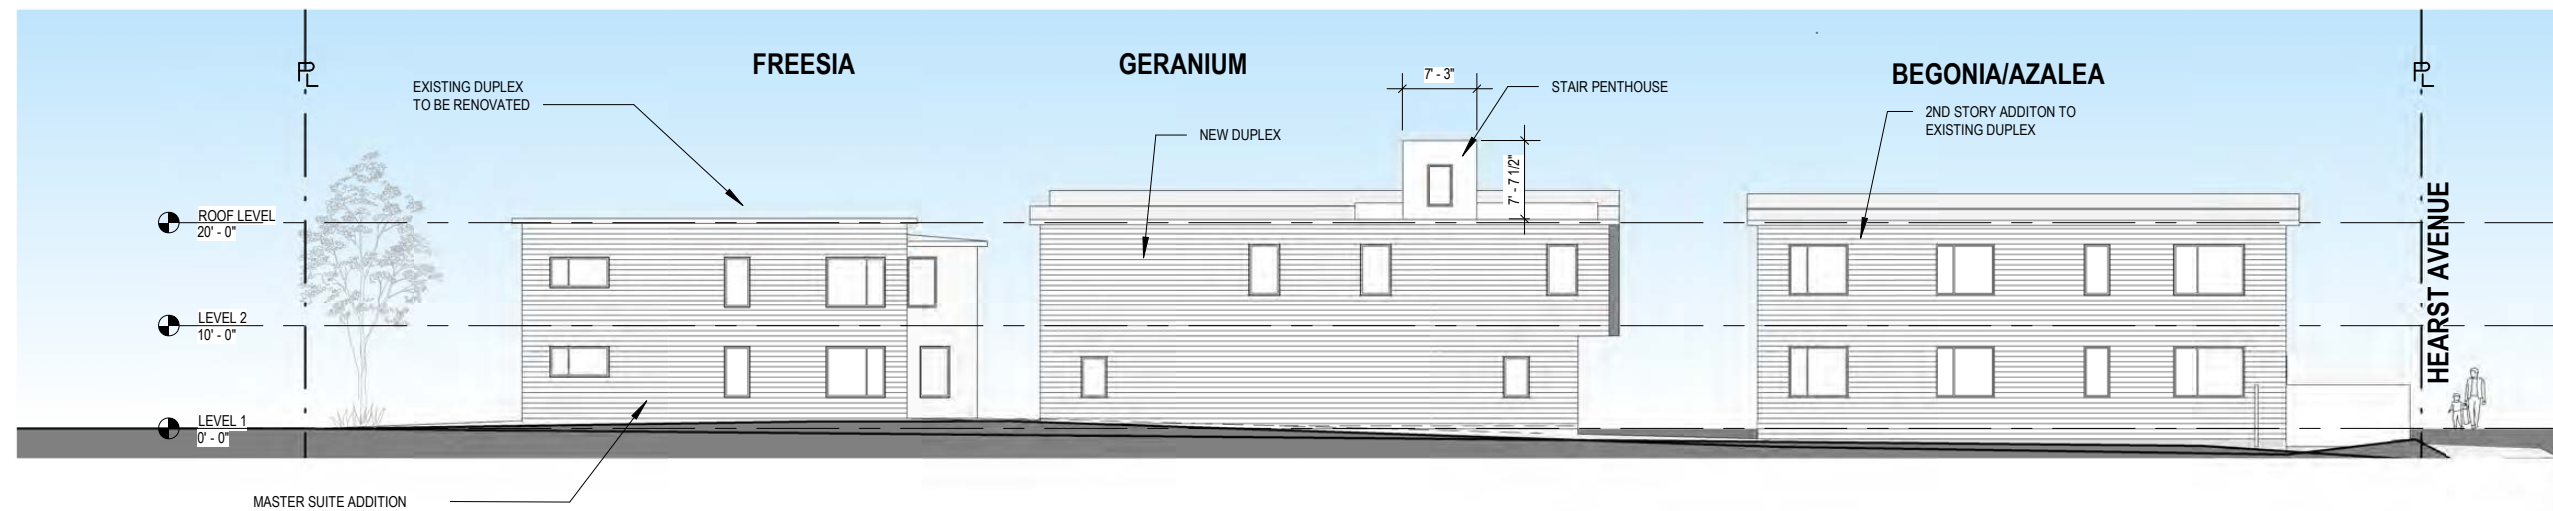 FREESIA
GERANIUM
BEGONIA/AZALEA
PL
PL
EXISTING DUPLEX
TO BE RENOVATED
7' - 3"
STAIR PENTHOUSE
2ND STORY ADDITON TO
EXISTING DUPLEX
NEW DUPLEX
7' - 7 1/2"
ROOF LEVEL
20' - 0"
LEVEL 2
10' - 0"
LEVEL 1
0' - 0"
HEARST AVENUE
MASTER SUITE ADDITION